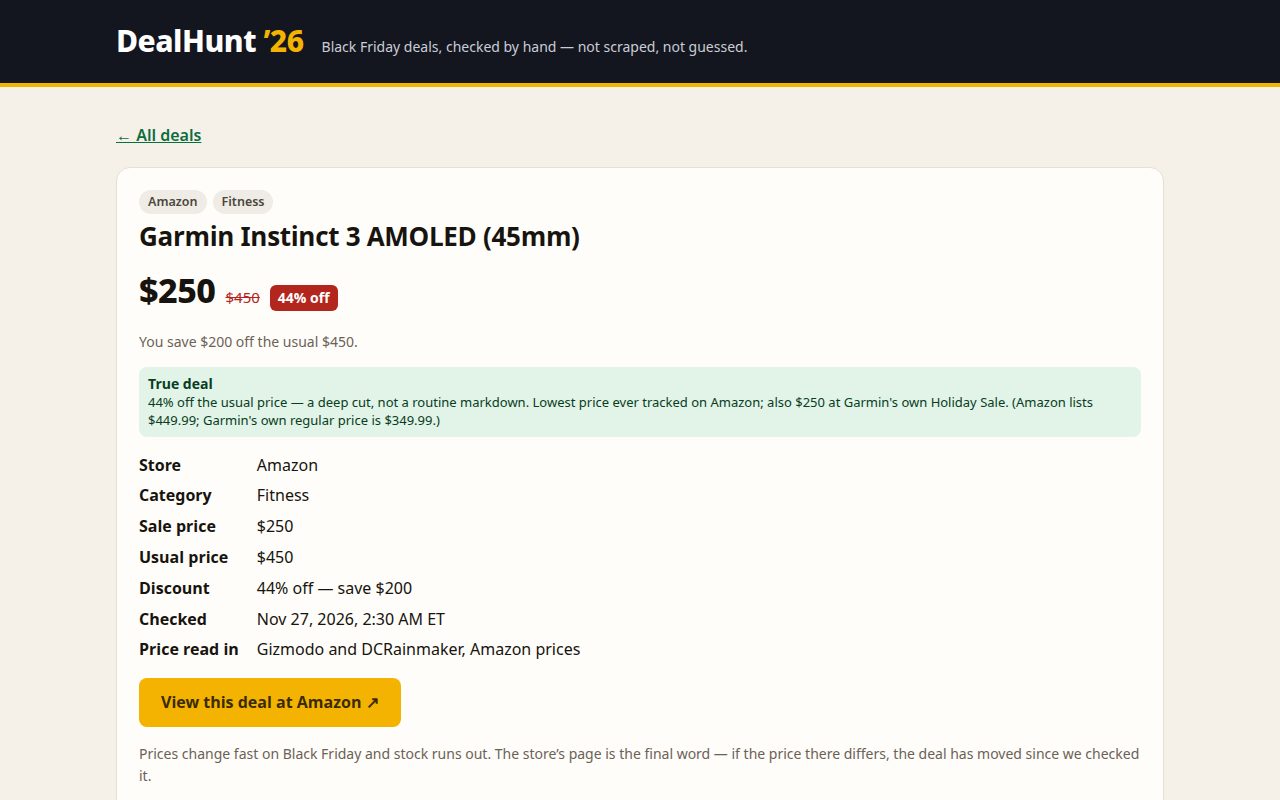 DealHunt ’26 Black Friday deals, checked by hand — not scraped, not guessed.
← All deals
Amazon Fitness
Garmin Instinct 3 AMOLED (45mm)
$250 $450 44% off
You save $200 off the usual $450.
True deal
44% off the usual price — a deep cut, not a routine markdown. Lowest price ever tracked on Amazon; also $250 at Garmin's own Holiday Sale. (Amazon lists
$449.99; Garmin's own regular price is $349.99.)
Store Amazon
Category Fitness
Sale price $250
Usual price $450
Discount 44% off — save $200
Checked Nov 27, 2026, 2:30 AM ET
Price read in Gizmodo and DCRainmaker, Amazon prices
View this deal at Amazon ↗
Prices change fast on Black Friday and stock runs out. The store’s page is the final word — if the price there differs, the deal has moved since we checked
it.